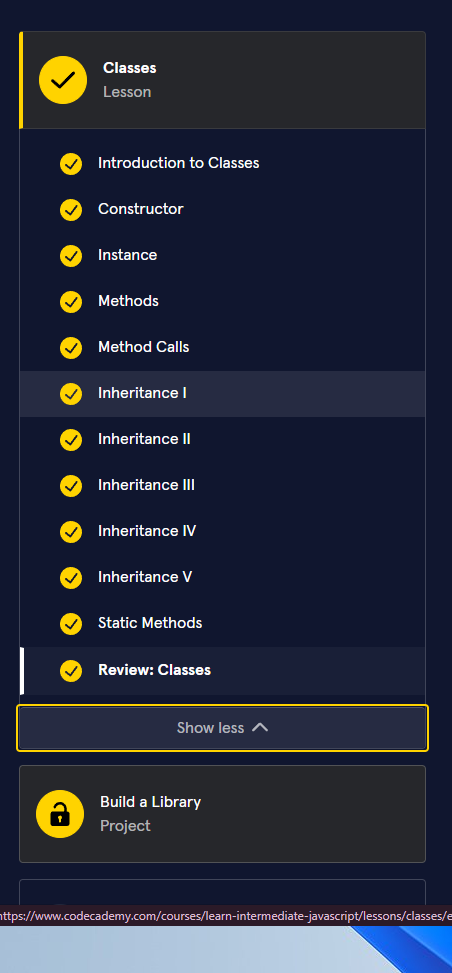 Classes
Lesson
Introduction to Classes
Constructor
Instance
Methods
Method Calls
Inheritance I
Inheritance II
Inheritance III
Inheritance IV
Inheritance V
Static Methods
Review: Classes
Show less
Build a Library
Project
https://www.codecademy.com/courses/learn-intermediate-javascript/lessons/classes/e